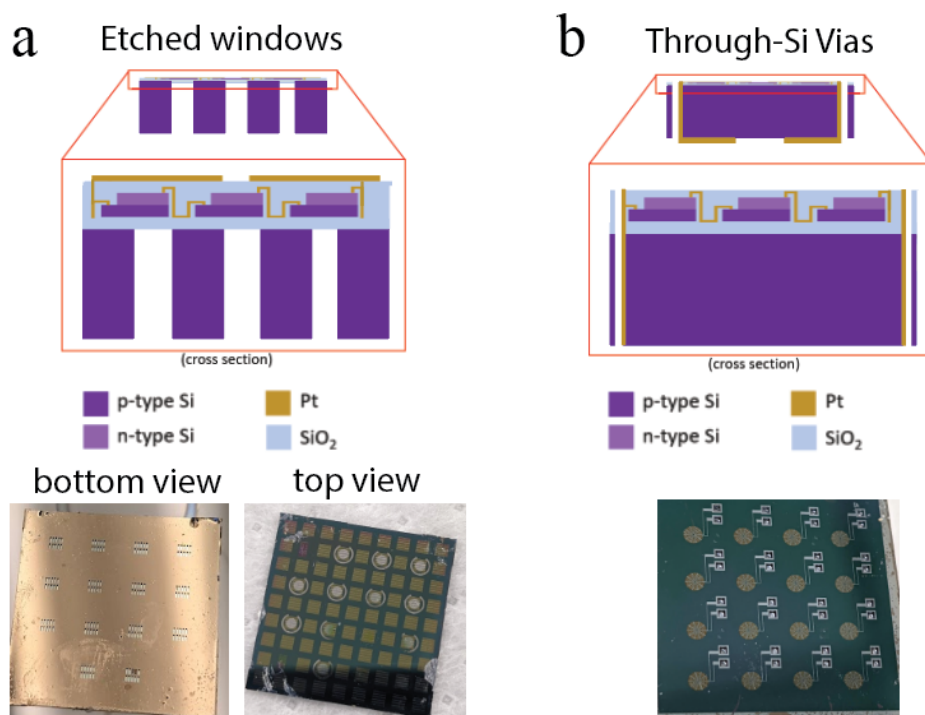 a Etched windows
b Through-Si Vias
(cross section)
(cross section)
p-type Si
Pt
n-type Si
SiO₂
p-type Si
Pt
n-type Si
SiO₂
bottom view
top view